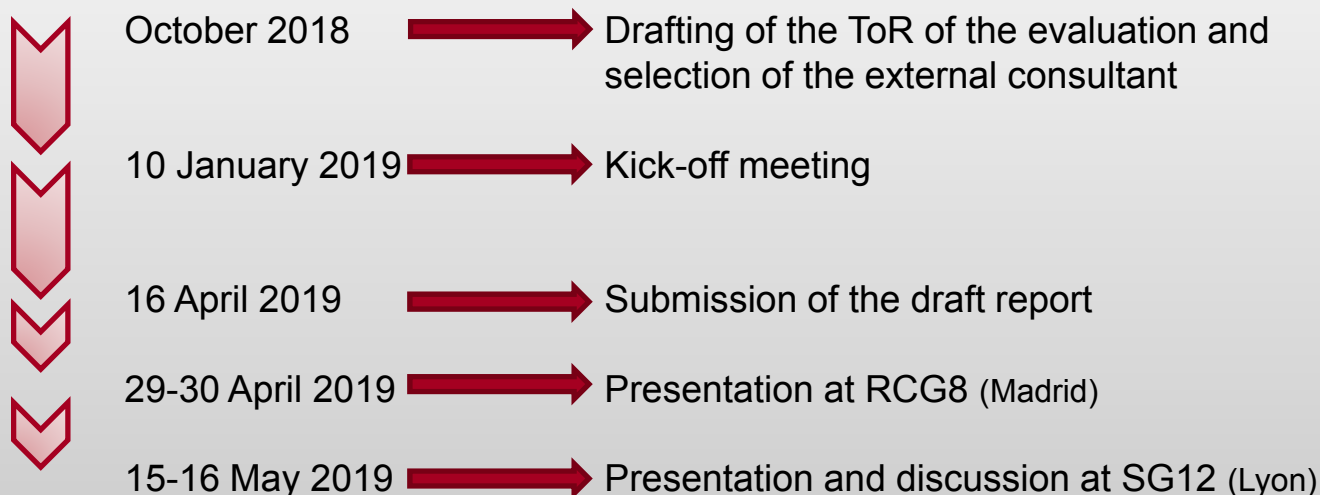 October 2018 Drafting of the ToR of the evaluation and
selection of the external consultant
10 January 2019 Kick-off meeting
16 April 2019 Submission of the draft report
29-30 April 2019 Presentation at RCG8 (Madrid)
15-16 May 2019 Presentation and discussion at SG12 (Lyon)